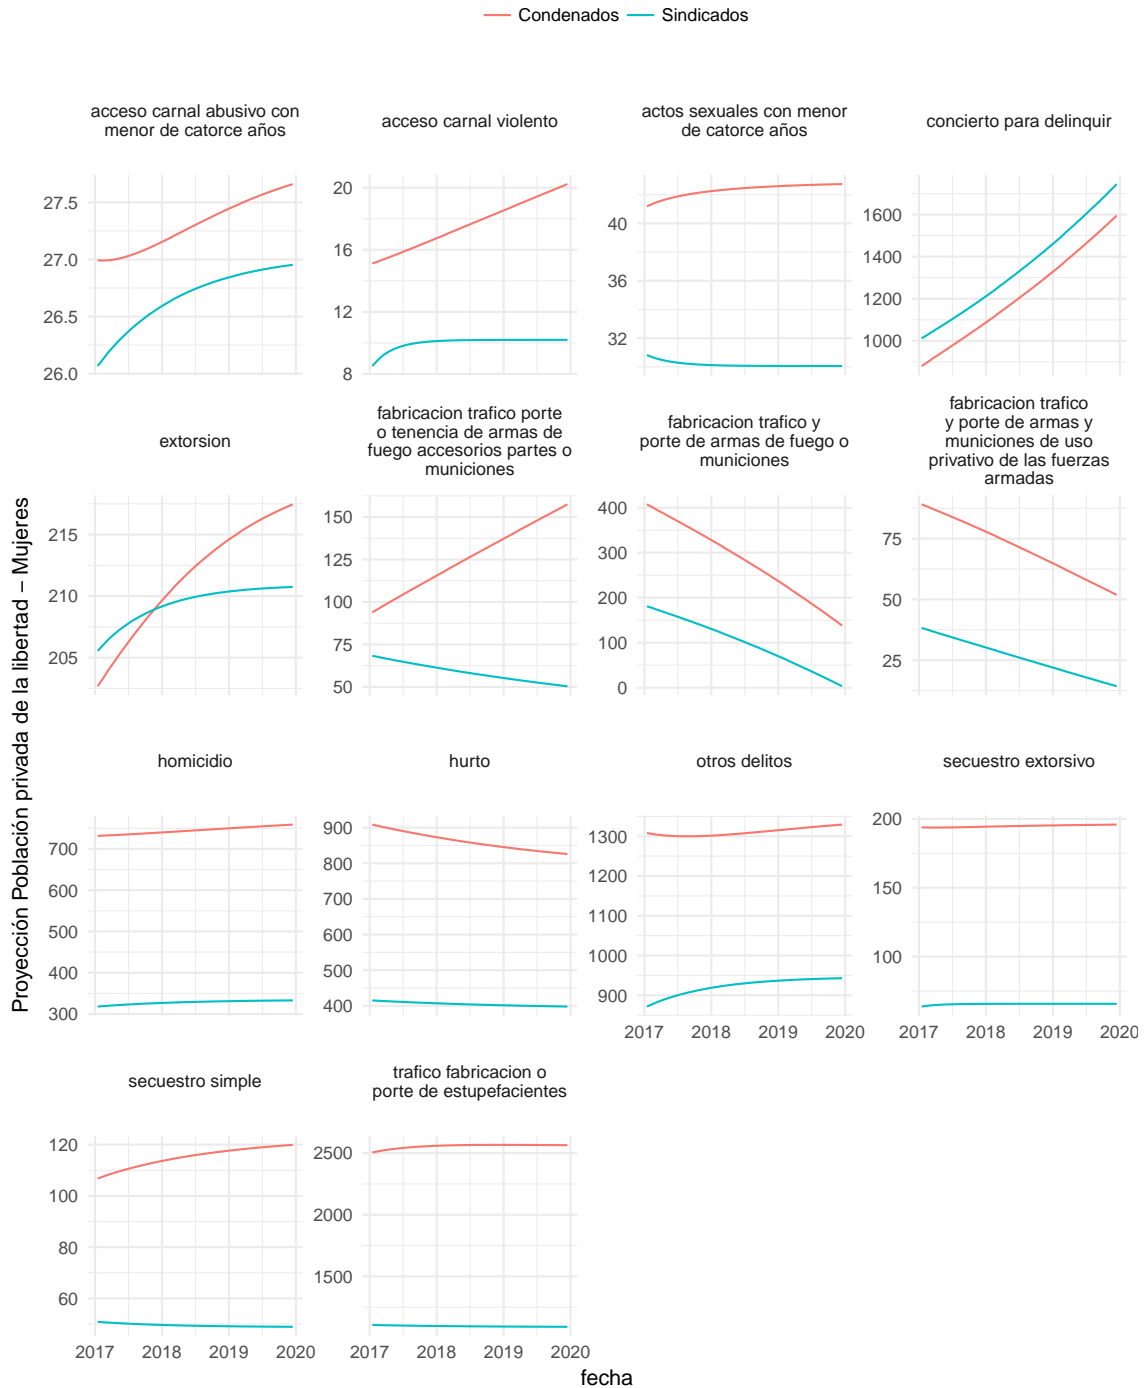 Condenados Sindicados
acceso carnal abusivo con
menor de catorce años
acceso carnal violento
actos sexuales con menor
de catorce años
concierto para delinquir
27.5
27.0
26.5
26.0
20
16
12
8
40
36
32
1600
1400
1200
1000
extorsion
fabricacion trafico porte
o tenencia de armas de
fuego accesorios partes o
municiones
fabricacion trafico y
porte de armas de fuego o
municiones
fabricacion trafico
y porte de armas y
municiones de uso
privativo de las fuerzas
armadas
215
210
205
150
125
100
75
50
400
300
200
100
0
75
50
25
Proyección Población privada de la libertad – Mujeres
homicidio
hurto
otros delitos
secuestro extorsivo
700
600
500
400
300
900
800
700
600
500
400
1300
1200
1100
1000
900
2017 2018 2019 2020
200
150
100
2017 2018 2019 2020
secuestro simple
trafico fabricacion o
porte de estupefacientes
120
100
80
60
2017 2018 2019 2020
2500
2000
1500
2017 2018 2019 2020
fecha